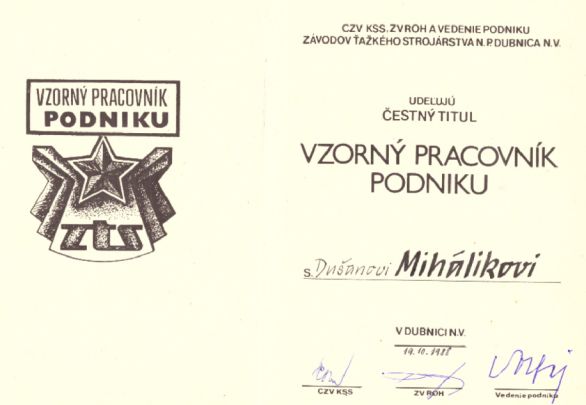 VZORNÝ PRACOVNÍK
PODNIKU
zts
CZV KSS, ZV ROH A VEDENIE PODNIKU
ZÁVODOV ŤAŽKÉHO STROJÁRSTVA N.P. DUBNICA N.V.
UDEĽUJÚ
ČESTNÝ TITUL
VZORNÝ PRACOVNÍK
PODNIKU
s. Dušanovi Mihálikovi
V DUBNICI N.V.
19.10.1988
CZV KSS ZV ROH Vedenie podniku